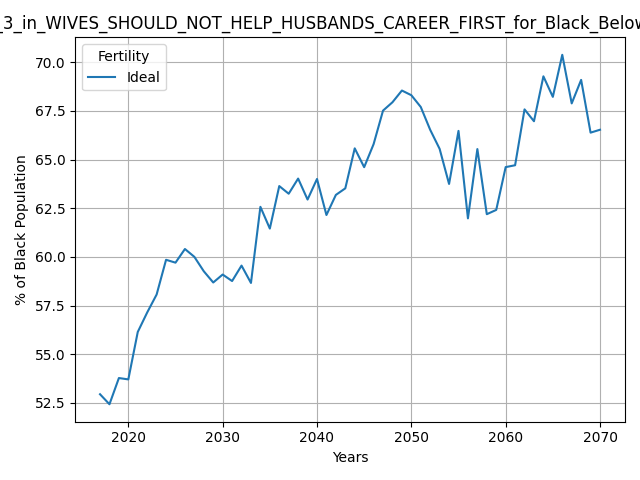 _3_in_WIVES_SHOULD_NOT_HELP_HUSBANDS_CAREER_FIRST_for_Black_Below
Fertility
Ideal
% of Black Population
70.0
67.5
65.0
62.5
60.0
57.5
55.0
52.5
2020 2030 2040 2050 2060 2070
Years